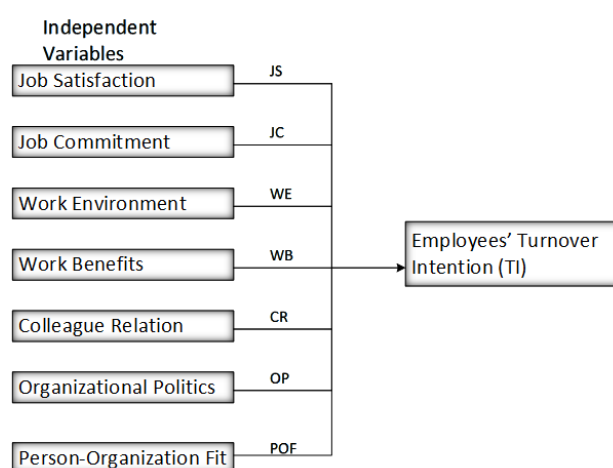 Independent
Variables
Job Satisfaction
JS
Job Commitment
JC
Work Environment
WE
Work Benefits
WB
Colleague Relation
CR
Organizational Politics
OP
Person-Organization Fit
POF
Employees' Turnover
Intention (TI)